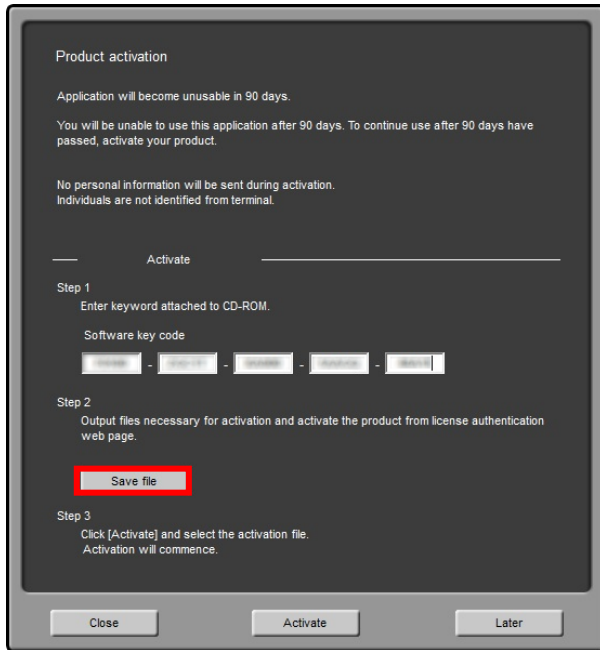 Product activation
Application will become unusable in 90 days.
You will be unable to use this application after 90 days. To continue use after 90 days have
passed, activate your product.
No personal information will be sent during activation.
Individuals are not identified from terminal.
Activate
Step 1
Enter keyword attached to CD-ROM.
Software key code
- - - -
Step 2
Output files necessary for activation and activate the product from license authentication
web page.
Save file
Step 3
Click [Activate] and select the activation file.
Activation will commence.
Close Activate Later